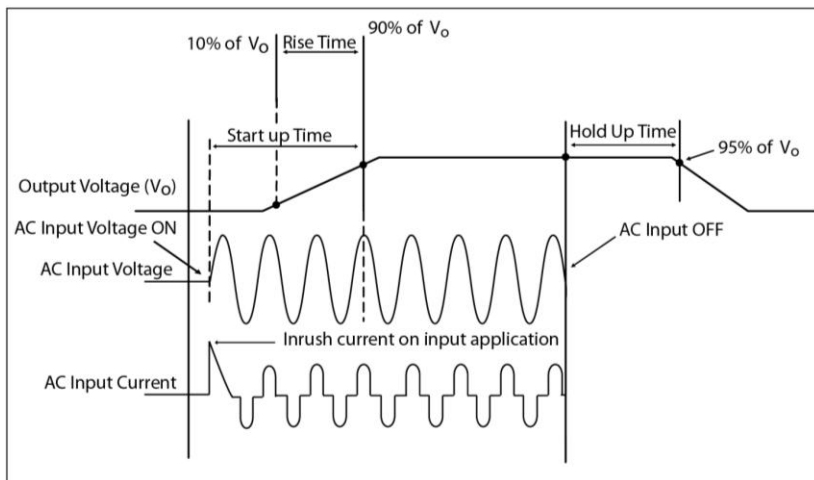 10% of VO
Rise Time
90% of VO
Start up Time
Hold Up Time
95% of VO
Output Voltage (VO)
AC Input Voltage ON
AC Input OFF
AC Input Voltage
Inrush current on input application
AC Input Current